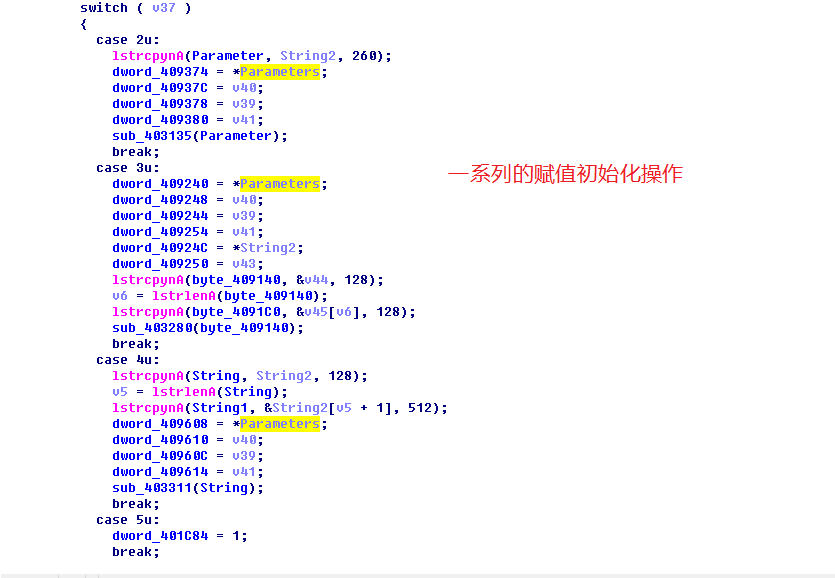 switch ( v37 )
{
case 2u:
lstrcpynA(Parameter, String2, 260);
dword_409374 = *Parameters;
dword_40937C = v40;
dword_409378 = v39;
dword_409380 = v41;
sub_403135(Parameter);
break;
case 3u:
dword_409240 = *Parameters;
dword_409248 = v40;
dword_409244 = v39;
dword_409254 = v41;
dword_40924C = *String2;
dword_409250 = v43;
lstrcpynA(byte_409140, &v44, 128);
v6 = lstrlenA(byte_409140);
lstrcpynA(byte_4091C0, &v45[v6], 128);
sub_403280(byte_409140);
break;
case 4u:
lstrcpynA(String, String2, 128);
v5 = lstrlenA(String);
lstrcpynA(String1, &String2[v5 + 1], 512);
dword_409608 = *Parameters;
dword_409610 = v40;
dword_40960C = v39;
dword_409614 = v41;
sub_403311(String);
break;
case 5u:
dword_401C84 = 1;
break;
一系列的赋值初始化操作